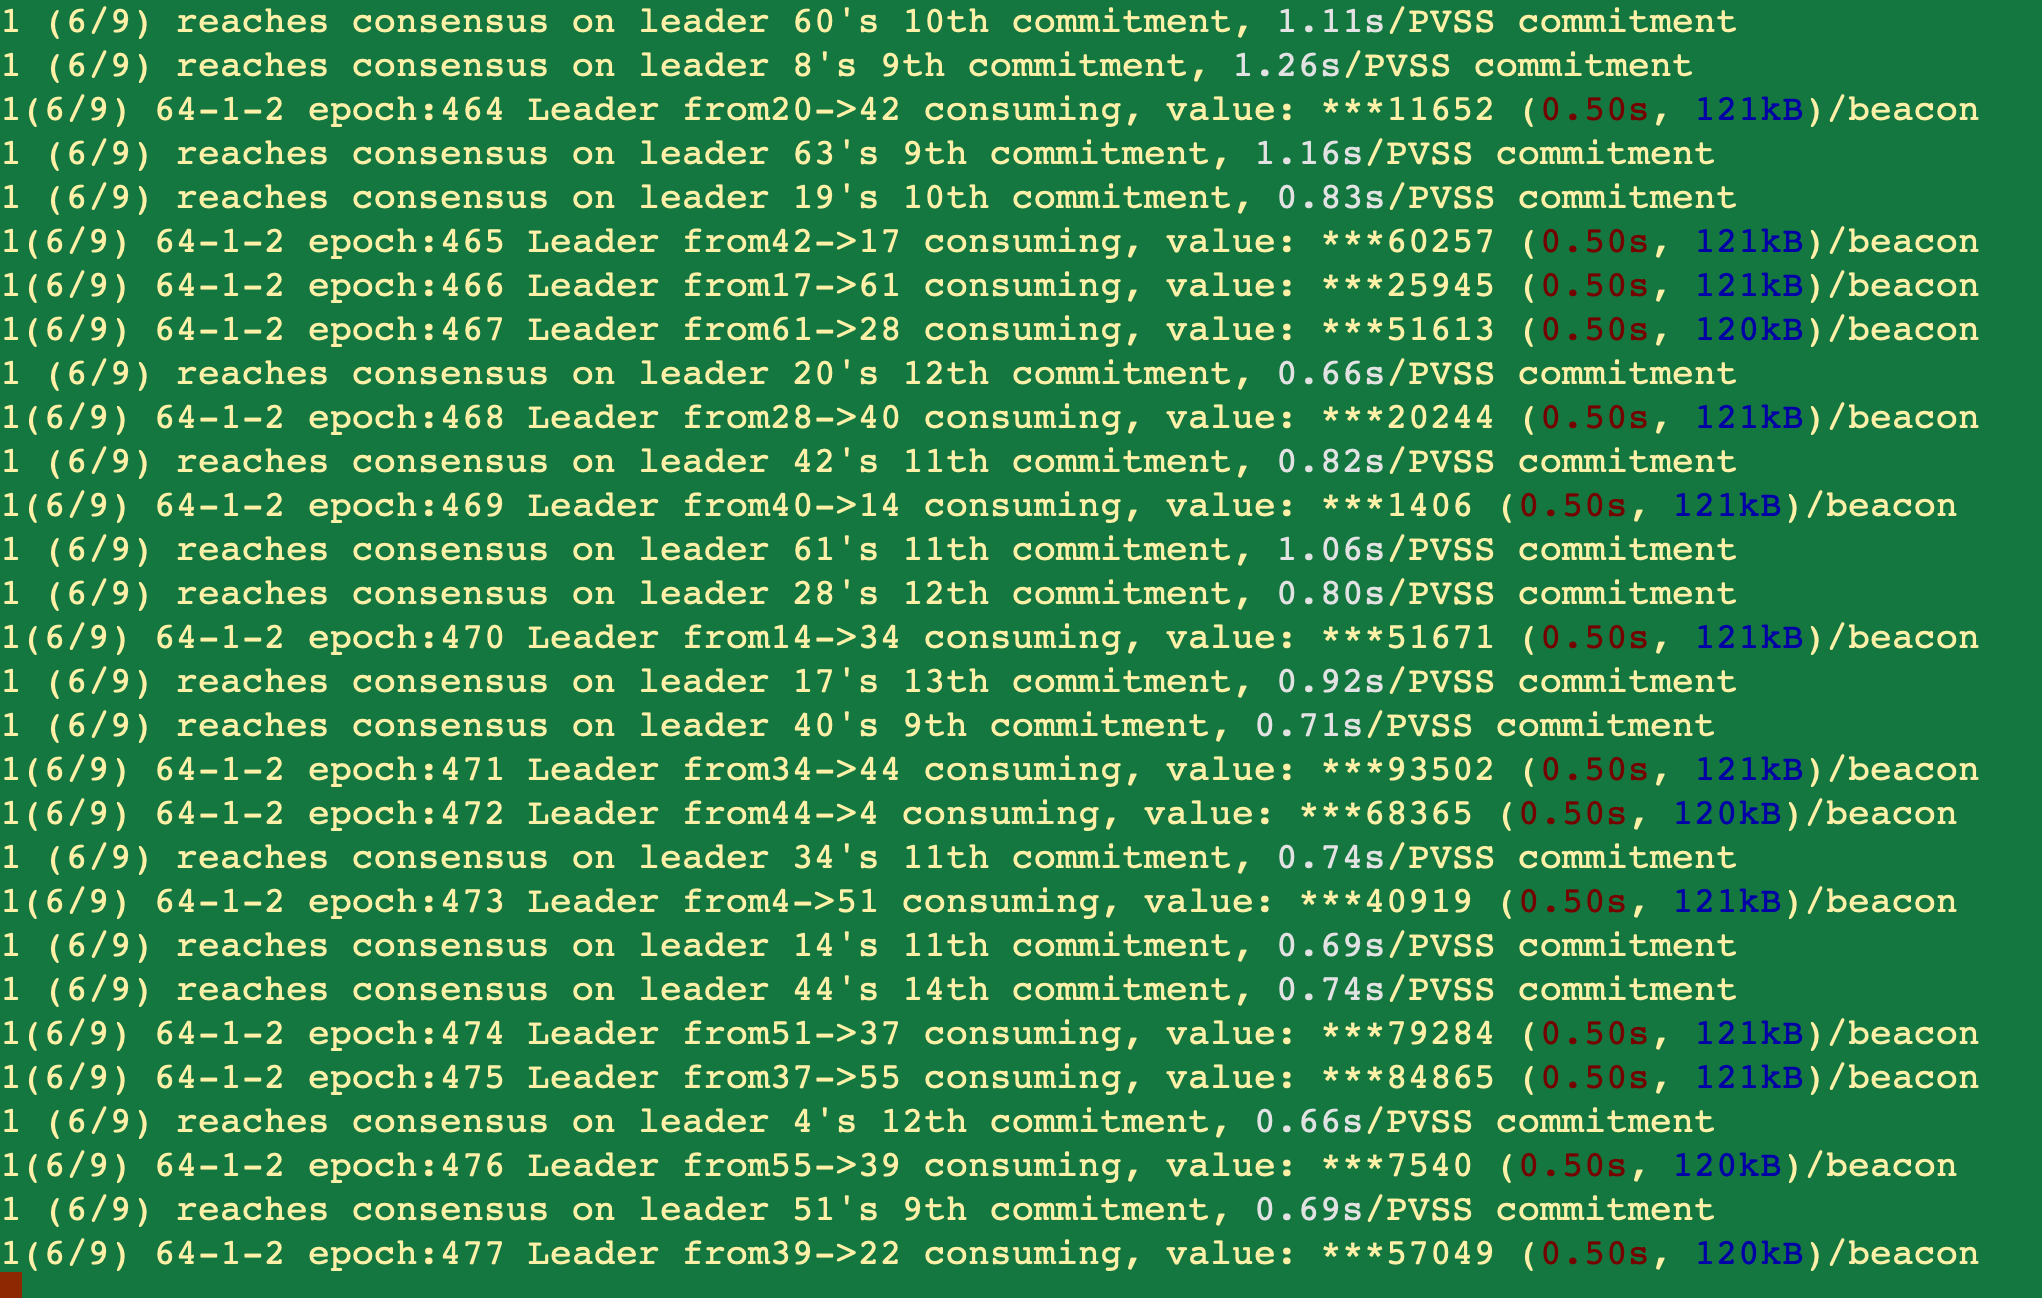 1 (6/9) reaches consensus on leader 60's 10th commitment, 1.11s/PVSS commitment
1 (6/9) reaches consensus on leader 8's 9th commitment, 1.26s/PVSS commitment
1(6/9) 64-1-2 epoch:464 Leader from20->42 consuming, value: ***11652 (0.50s, 121kB)/beacon
1 (6/9) reaches consensus on leader 63's 9th commitment, 1.16s/PVSS commitment
1 (6/9) reaches consensus on leader 19's 10th commitment, 0.83s/PVSS commitment
1(6/9) 64-1-2 epoch:465 Leader from42->17 consuming, value: ***60257 (0.50s, 121kB)/beacon
1(6/9) 64-1-2 epoch:466 Leader from17->61 consuming, value: ***25945 (0.50s, 121kB)/beacon
1(6/9) 64-1-2 epoch:467 Leader from61->28 consuming, value: ***51613 (0.50s, 120kB)/beacon
1 (6/9) reaches consensus on leader 20's 12th commitment, 0.66s/PVSS commitment
1(6/9) 64-1-2 epoch:468 Leader from28->40 consuming, value: ***20244 (0.50s, 121kB)/beacon
1 (6/9) reaches consensus on leader 42's 11th commitment, 0.82s/PVSS commitment
1(6/9) 64-1-2 epoch:469 Leader from40->14 consuming, value: ***1406 (0.50s, 121kB)/beacon
1 (6/9) reaches consensus on leader 61's 11th commitment, 1.06s/PVSS commitment
1 (6/9) reaches consensus on leader 28's 12th commitment, 0.80s/PVSS commitment
1(6/9) 64-1-2 epoch:470 Leader from14->34 consuming, value: ***51671 (0.50s, 121kB)/beacon
1 (6/9) reaches consensus on leader 17's 13th commitment, 0.92s/PVSS commitment
1 (6/9) reaches consensus on leader 40's 9th commitment, 0.71s/PVSS commitment
1(6/9) 64-1-2 epoch:471 Leader from34->44 consuming, value: ***93502 (0.50s, 121kB)/beacon
1(6/9) 64-1-2 epoch:472 Leader from44->4 consuming, value: ***68365 (0.50s, 120kB)/beacon
1 (6/9) reaches consensus on leader 34's 11th commitment, 0.74s/PVSS commitment
1(6/9) 64-1-2 epoch:473 Leader from4->51 consuming, value: ***40919 (0.50s, 121kB)/beacon
1 (6/9) reaches consensus on leader 14's 11th commitment, 0.69s/PVSS commitment
1 (6/9) reaches consensus on leader 44's 14th commitment, 0.74s/PVSS commitment
1(6/9) 64-1-2 epoch:474 Leader from51->37 consuming, value: ***79284 (0.50s, 121kB)/beacon
1(6/9) 64-1-2 epoch:475 Leader from37->55 consuming, value: ***84865 (0.50s, 121kB)/beacon
1 (6/9) reaches consensus on leader 4's 12th commitment, 0.66s/PVSS commitment
1(6/9) 64-1-2 epoch:476 Leader from55->39 consuming, value: ***7540 (0.50s, 120kB)/beacon
1 (6/9) reaches consensus on leader 51's 9th commitment, 0.69s/PVSS commitment
1(6/9) 64-1-2 epoch:477 Leader from39->22 consuming, value: ***57049 (0.50s, 120kB)/beacon